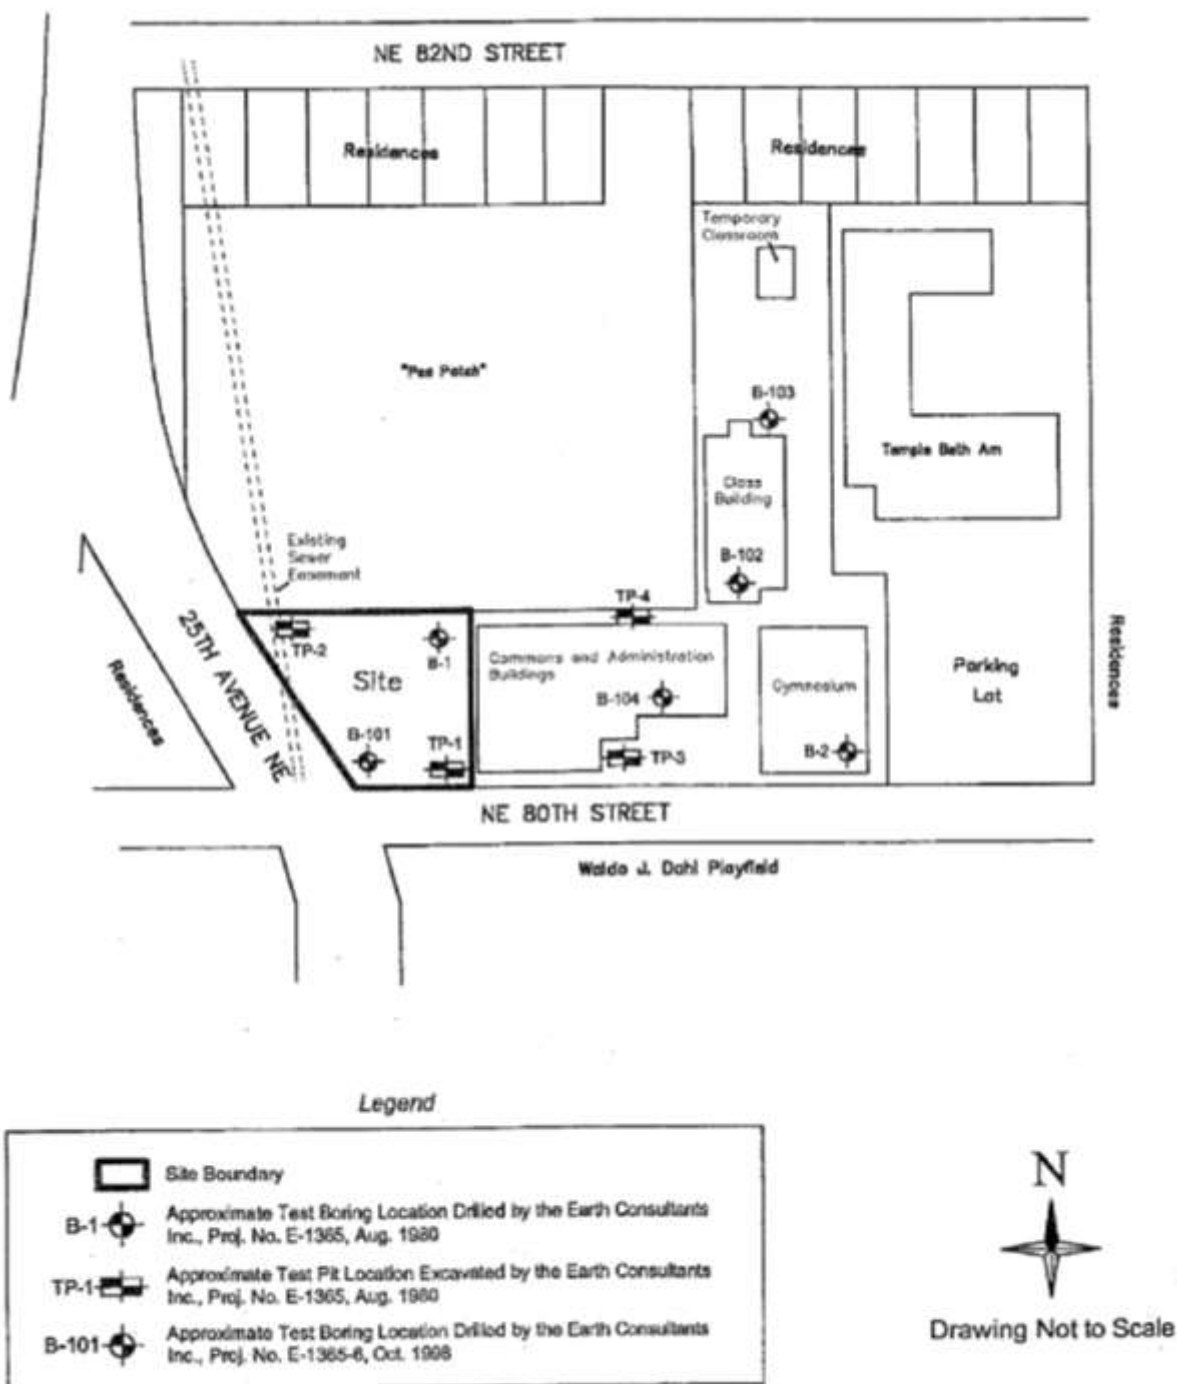 NE 82ND STREET
Residences
Residences
Temporary
Classroom
"Pea Patch"
B-103
Temple Beth Am
Class
Building
B-102
Existing
Sewer
Easement
TP-4
TP-2
B-1
Commons and Administration
Buildings
Site
B-104
Gymnasium
Parking
Lot
Residences
25TH AVENUE NE
Residences
B-101
TP-1
TP-3
B-2
NE 80TH STREET
Waldo J. Dahl Playfield
Legend
Site Boundary
B-1
Approximate Test Boring Location Drilled by the Earth Consultants
Inc., Proj. No. E-1365, Aug. 1980
TP-1
Approximate Test Pit Location Excavated by the Earth Consultants
Inc., Proj. No. E-1365, Aug. 1980
B-101
Approximate Test Boring Location Drilled by the Earth Consultants
Inc., Proj. No. E-1365-6, Oct. 1998
N
Drawing Not to Scale